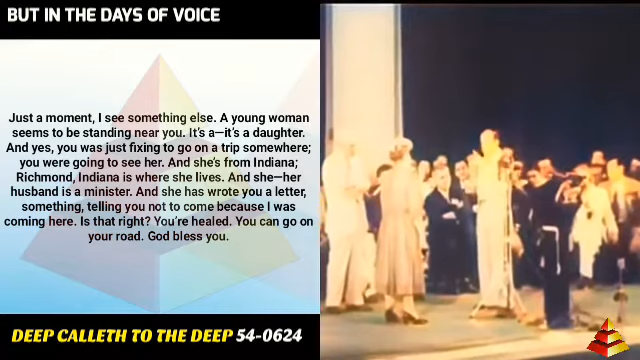 BUT IN THE DAYS OF VOICE
Just a moment, I see something else. A young woman
seems to be standing near you. It's a—it's a daughter.
And yes, you was just fixing to go on a trip somewhere;
you were going to see her. And she's from Indiana;
Richmond, Indiana is where she lives. And she—her
husband is a minister. And she has wrote you a letter,
something, telling you not to come because I was
coming here. Is that right? You're healed. You can go on
your road. God bless you.
DEEP CALLETH TO THE DEEP 54-0624